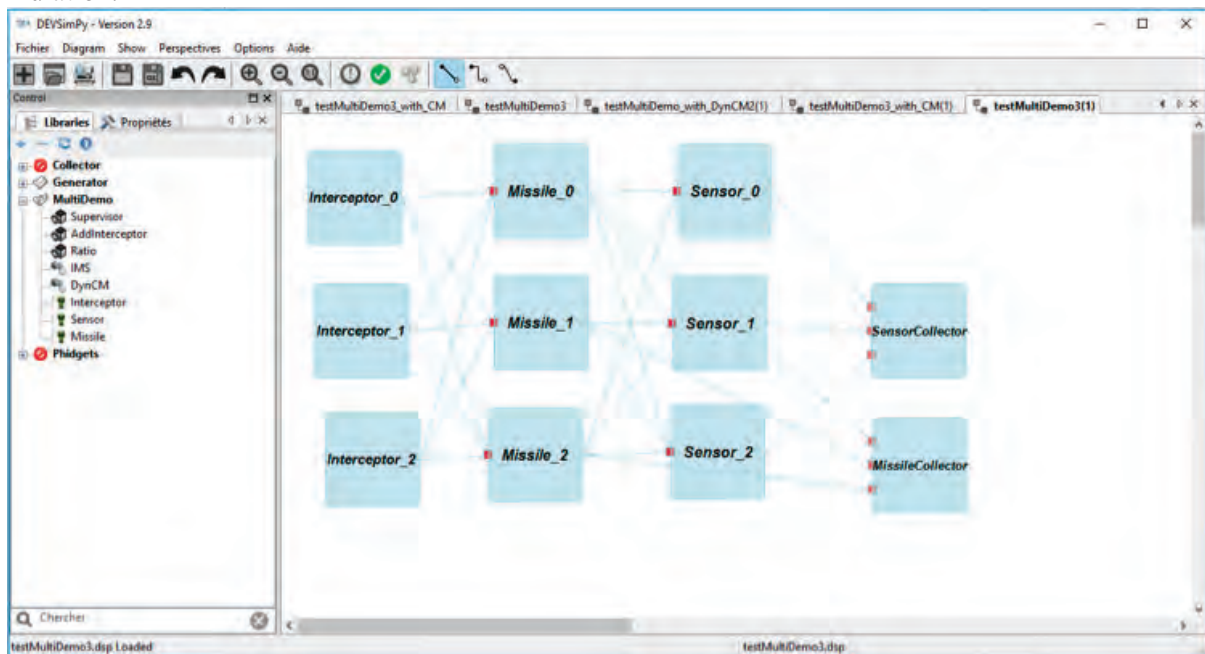 DEVSimPy - Version 2.9
Fichier Diagram Show Perspectives Options Aide
Control
testMultiDemo3_with_CM testMultiDemo3 testMultiDemo_with_DynCM2(1) testMultiDemo3_with_CM(1) testMultiDemo3(1)
Libraries Propriétés
Collector
Generator
MultiDemo
Supervisor
AddInterceptor
Ratio
IMS
DynCM
Interceptor
Sensor
Missile
Phidgets
Interceptor_0 Missile_0 Sensor_0
Interceptor_1 Missile_1 Sensor_1 SensorCollector
Interceptor_2 Missile_2 Sensor_2 MissileCollector
Chercher
testMultiDemo3.dsp Loaded testMultiDemo3.dsp